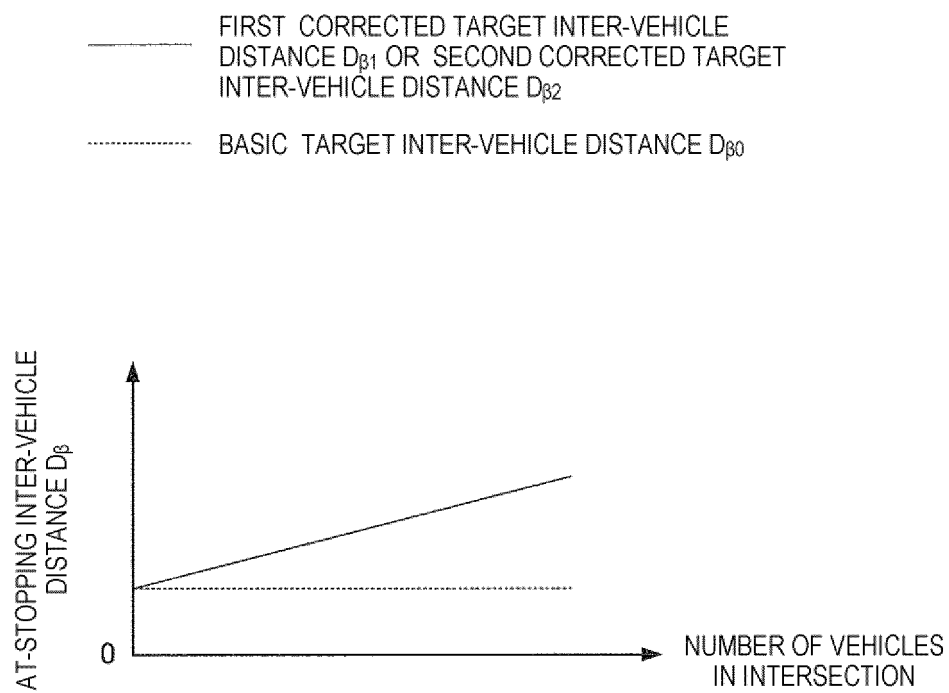 FIRST CORRECTED TARGET INTER-VEHICLE
DISTANCE Dβ1 OR SECOND CORRECTED TARGET
INTER-VEHICLE DISTANCE Dβ2
BASIC TARGET INTER-VEHICLE DISTANCE Dβ0
AT-STOPPING INTER-VEHICLE
DISTANCE Dβ
0
NUMBER OF VEHICLES
IN INTERSECTION